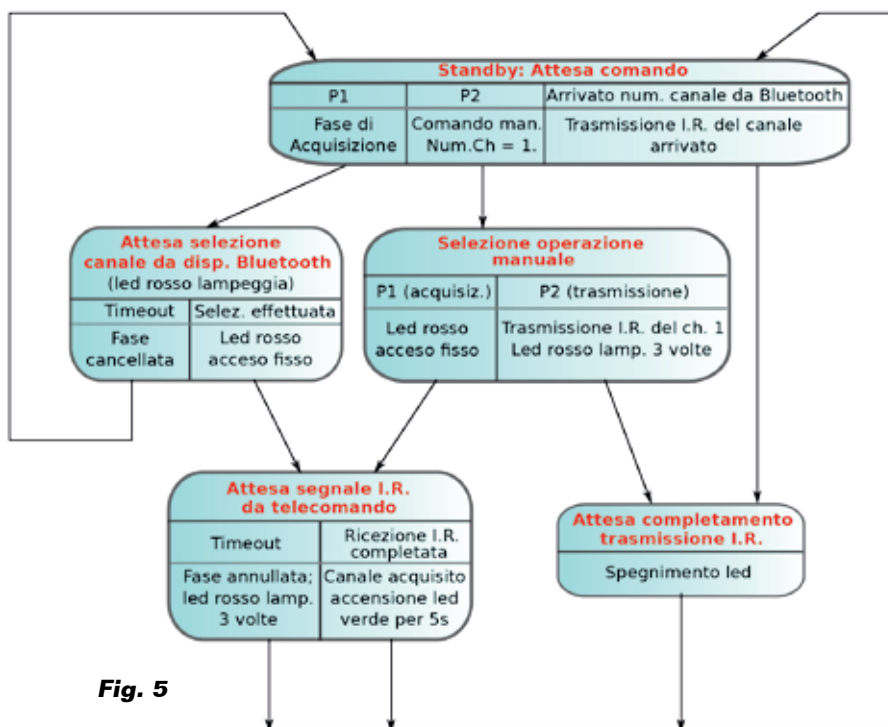 Standby: Attesa comando
P1
P2
Arrivato num. canale da Bluetooth
Fase di
Acquisizione
Comando man.
Num.Ch = 1.
Trasmissione I.R. del canale
arrivato
Attesa selezione
canale da disp. Bluetooth
(led rosso lampeggia)
Timeout
Selez. effettuata
Fase
cancellata
Led rosso
acceso fisso
Selezione operazione
manuale
P1 (acquisiz.)
P2 (trasmissione)
Led rosso
acceso fisso
Trasmissione I.R. del ch. 1
Led rosso lamp. 3 volte
Attesa segnale I.R.
da telecomando
Timeout
Ricezione I.R.
completata
Fase annullata;
led rosso lamp.
3 volte
Canale acquisito
accensione led
verde per 5s
Attesa completamento
trasmissione I.R.
Spegnimento led
Fig. 5